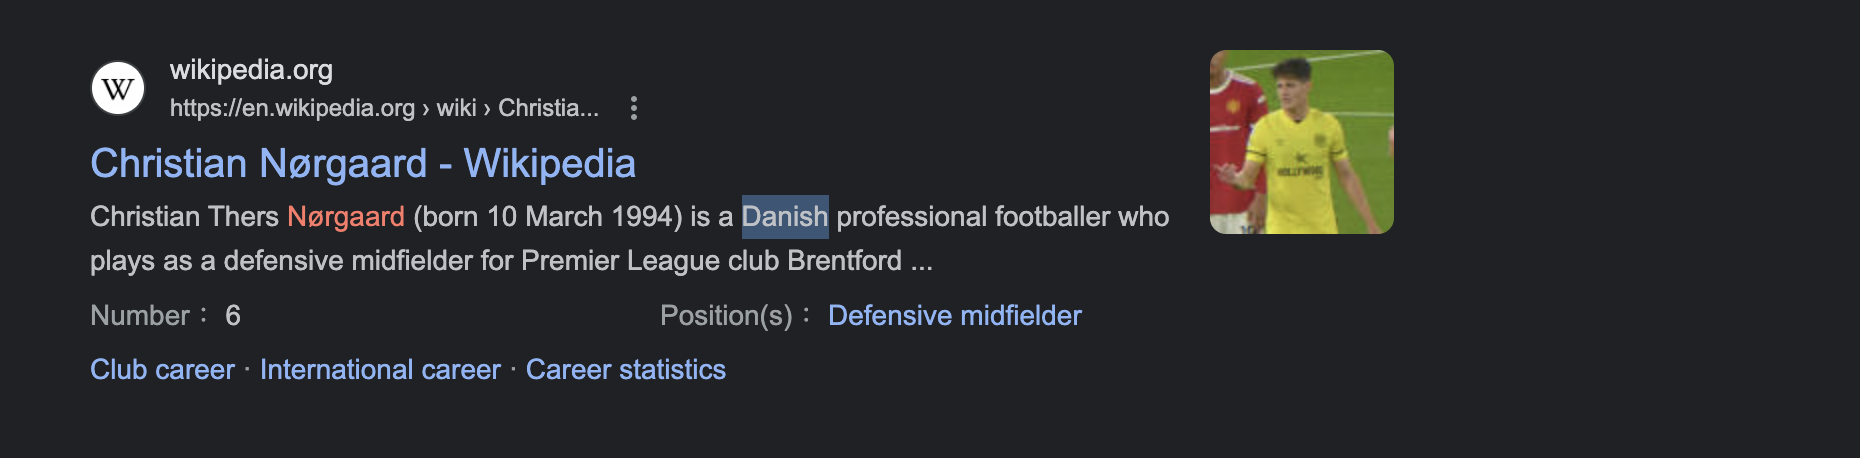 W
wikipedia.org
https://en.wikipedia.org › wiki › Christia...
Christian Nørgaard - Wikipedia
Christian Thers Nørgaard (born 10 March 1994) is a Danish professional footballer who
plays as a defensive midfielder for Premier League club Brentford ...
Number : 6
Position(s) : Defensive midfielder
Club career · International career · Career statistics
HOLLYWOOD